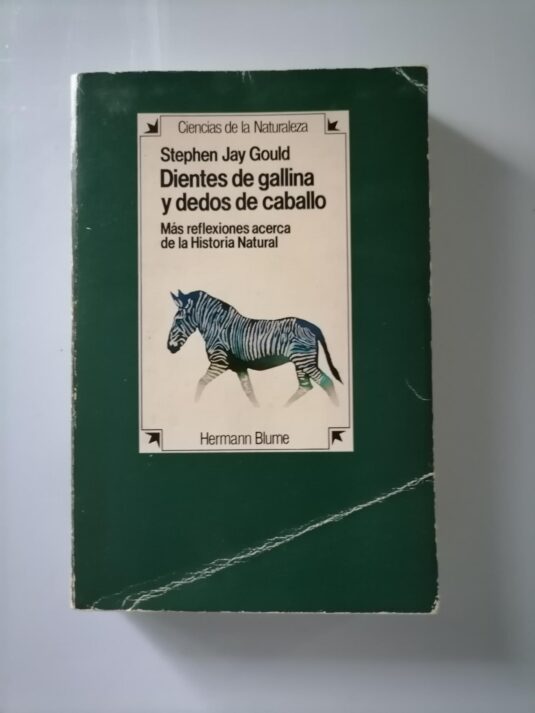 Ciencias de la Naturaleza
Stephen Jay Gould
Dientes de gallina
y dedos de caballo
Más reflexiones acerca
de la Historia Natural
Hermann Blume